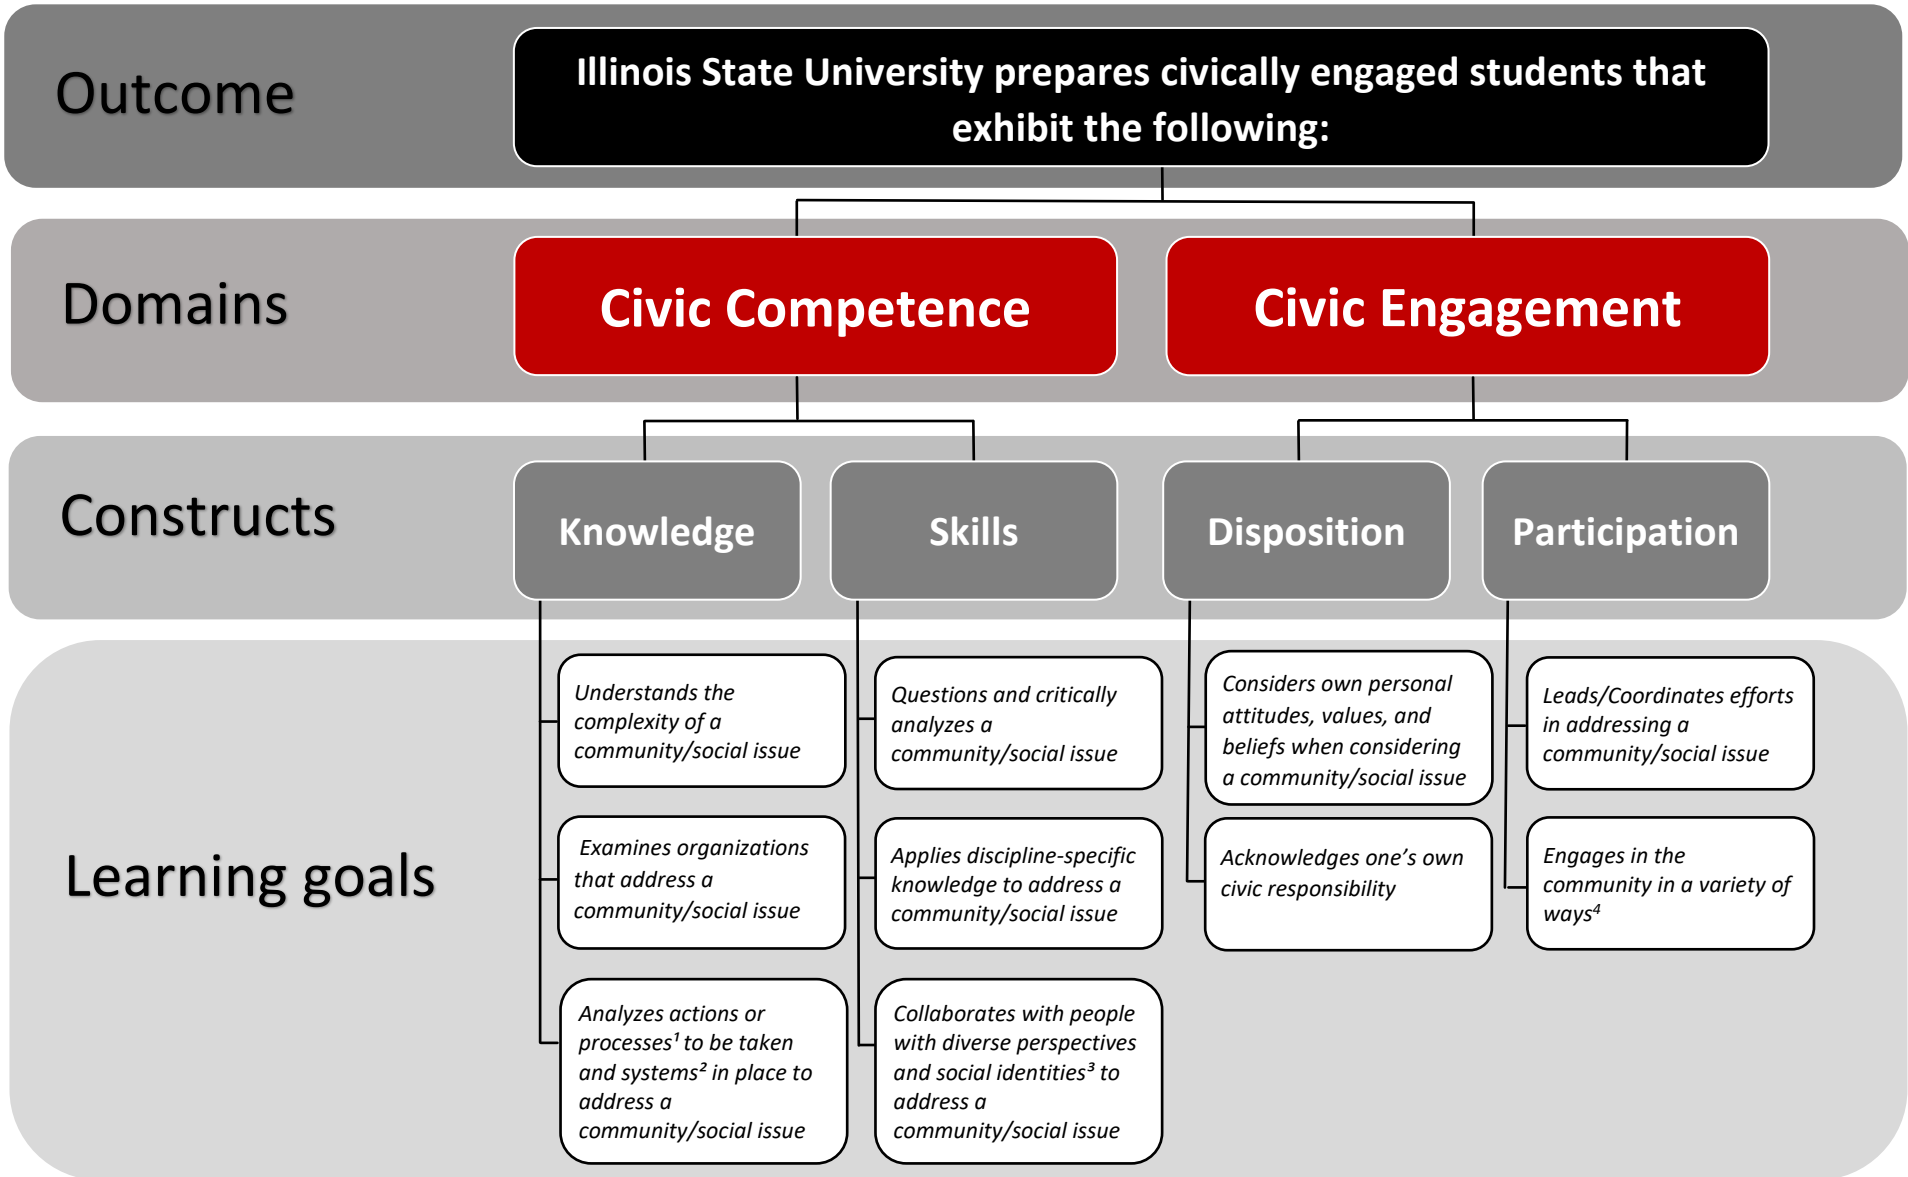 Outcome
Illinois State University prepares civically engaged students that
exhibit the following:
Domains
Civic Competence
Civic Engagement
Constructs
Knowledge
Skills
Disposition
Participation
Learning goals
Understands the
complexity of a
community/social issue
Examines organizations
that address a
community/social issue
Analyzes actions or
processes¹ to be taken
and systems² in place to
address a
community/social issue
Questions and critically
analyzes a
community/social issue
Applies discipline-specific
knowledge to address a
community/social issue
Collaborates with people
with diverse perspectives
and social identities³ to
address a
community/social issue
Considers own personal
attitudes, values, and
beliefs when considering
a community/social issue
Acknowledges one’s own
civic responsibility
Leads/Coordinates efforts
in addressing a
community/social issue
Engages in the
community in a variety of
ways⁴